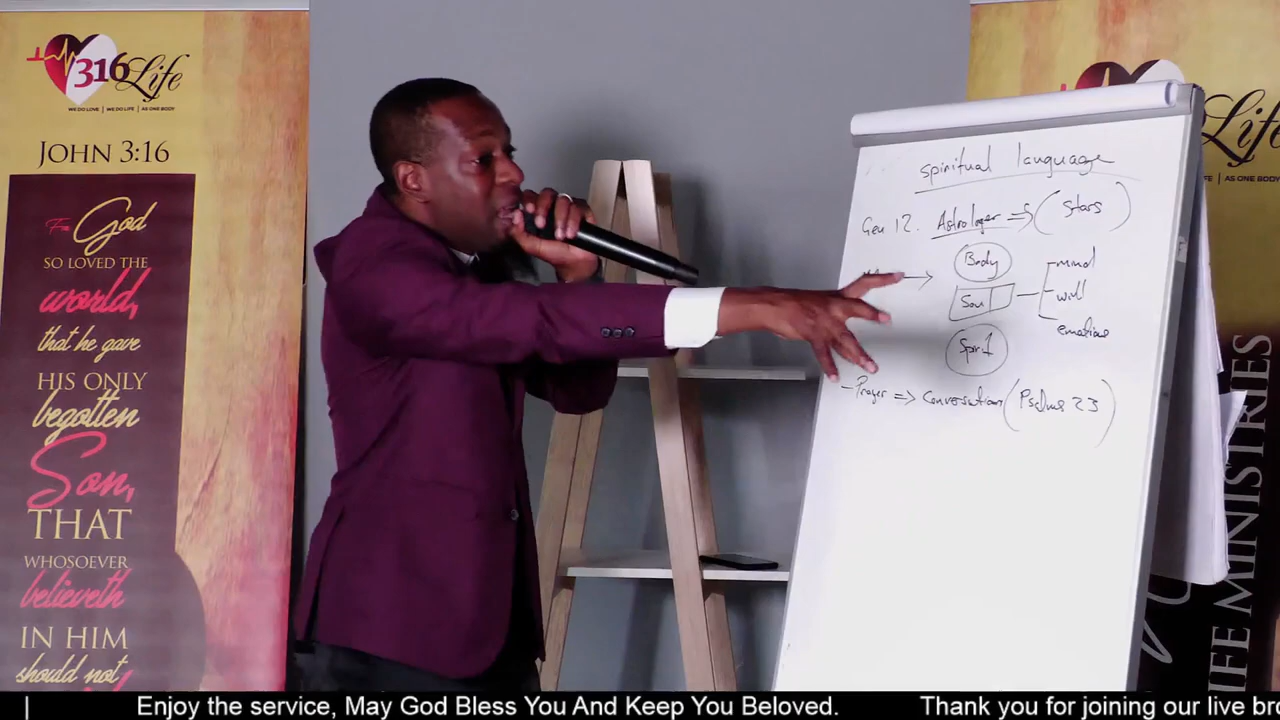 316 Life
WE DO LOVE | WE DO LIFE | AS ONE BODY
JOHN 3:16
For God
SO LOVED THE
world,
that he gave
HIS ONLY
begotten
Son,
THAT
WHOSOEVER
believeth
IN HIM
should not
spiritual language
Gen 12. Astrologer => (Stars)
Body
Soul
Spirit
mind
will
emotions
- Prayer => Conversation (Psalms 23)
Life
FE | AS ONE BODY
LIFE MINISTRIES
| Enjoy the service, May God Bless You And Keep You Beloved. Thank you for joining our live bro